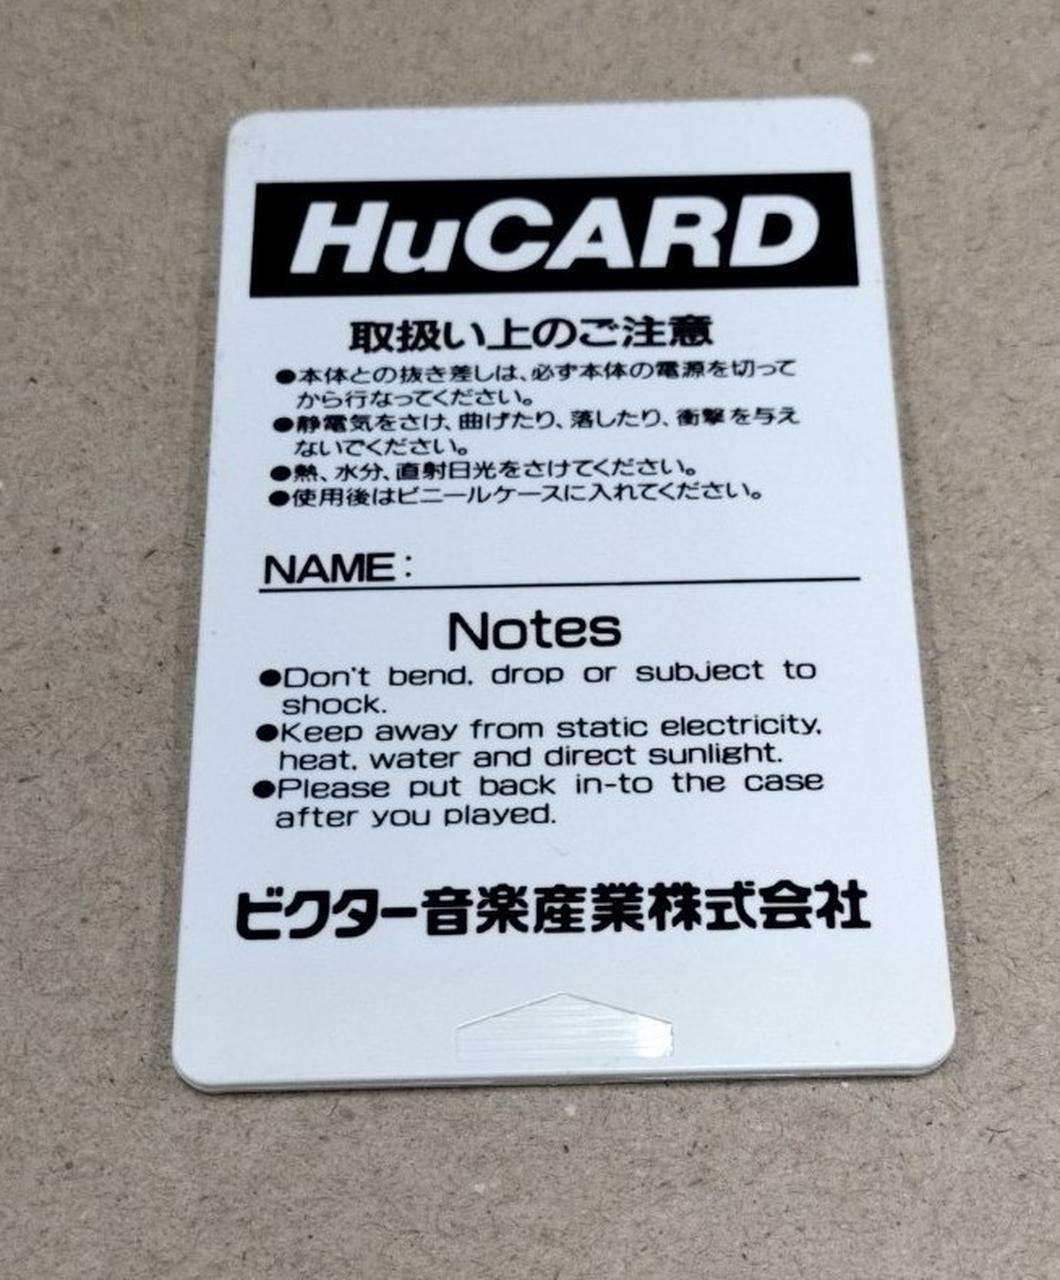 HuCARD
取扱い上のご注意
●本体との抜き差しは、必ず本体の電源を切って
から行なってください。
●静電気をさけ、曲げたり、落したり、衝撃を与え
ないでください。
●熱、水分、直射日光をさけてください。
●使用後はビニールケースに入れてください。
NAME:
Notes
●Don't bend, drop or subject to
shock.
●Keep away from static electricity,
heat, water and direct sunlight.
●Please put back in-to the case
after you played.
ビクター音楽産業株式会社